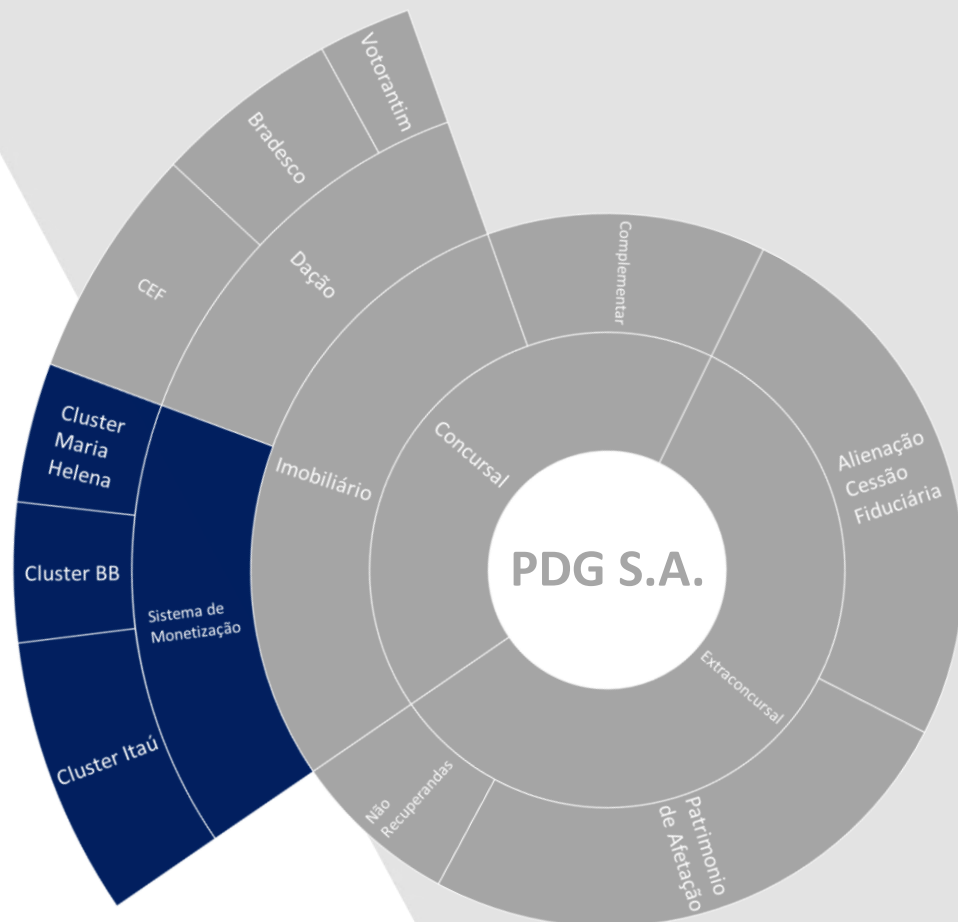 Votorantim
Bradesco
CEF
Dação
Complementar
Concursal
Imobiliário
Alienação
Cessão
Fiduciária
Cluster
Maria
Helena
Cluster BB
Sistema de
Monetização
Cluster Itaú
PDG S.A.
Extraconsursal
Não
Recuperandas
Patrimonio
de Afetação